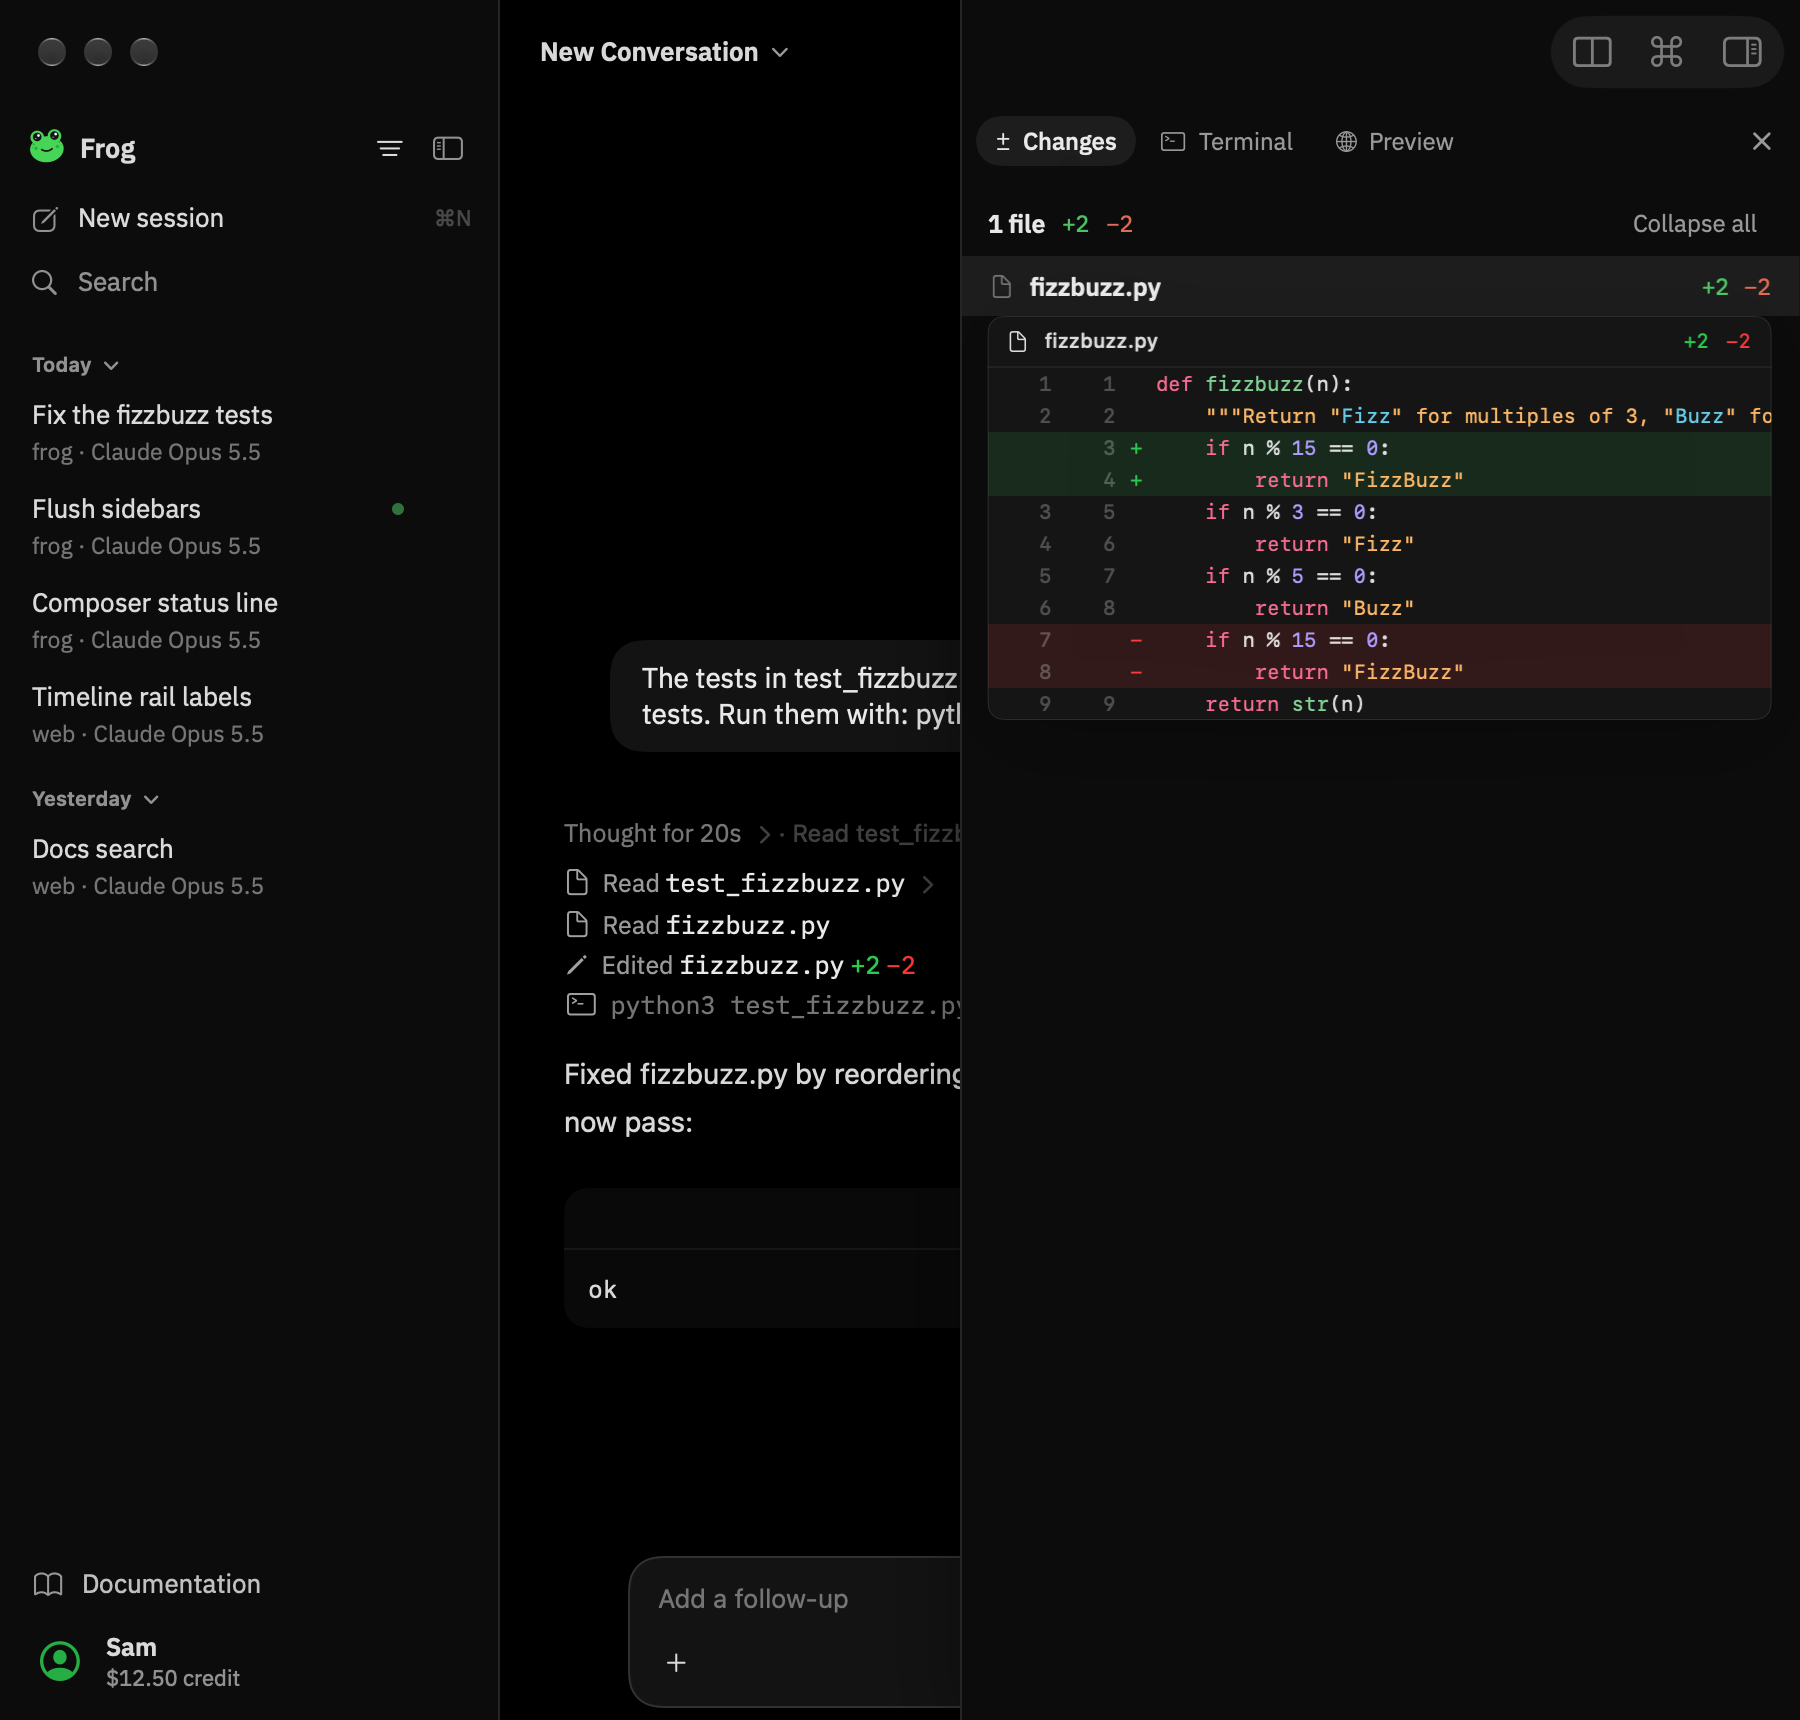 Frog
New session ⌘N
Search
Today
Fix the fizzbuzz tests
frog · Claude Opus 5.5
Flush sidebars
frog · Claude Opus 5.5
Composer status line
frog · Claude Opus 5.5
Timeline rail labels
web · Claude Opus 5.5
Yesterday
Docs search
web · Claude Opus 5.5
Documentation
Sam
$12.50 credit
New Conversation
The tests in test_fizzbuzz
tests. Run them with: pyth
Thought for 20s > · Read test_fizzb
Read test_fizzbuzz.py >
Read fizzbuzz.py
Edited fizzbuzz.py +2 −2
python3 test_fizzbuzz.py
Fixed fizzbuzz.py by reordering
now pass:
ok
Add a follow-up
± Changes Terminal Preview
1 file +2 −2 Collapse all
fizzbuzz.py +2 −2
fizzbuzz.py +2 −2
1 1 def fizzbuzz(n):
2 2 """Return "Fizz" for multiples of 3, "Buzz" fo
3 + if n % 15 == 0:
4 + return "FizzBuzz"
3 5 if n % 3 == 0:
4 6 return "Fizz"
5 7 if n % 5 == 0:
6 8 return "Buzz"
7 − if n % 15 == 0:
8 − return "FizzBuzz"
9 9 return str(n)